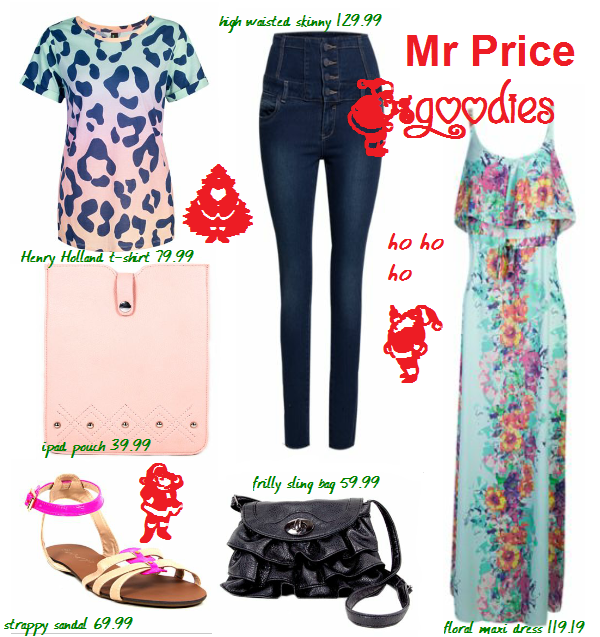 high waisted skinny 129.99
Mr Price
goodies
Henry Holland t-shirt 79.99
ho ho
ho
ipad pouch 39.99
frilly sling bag 59.99
strappy sandal 69.99
floral maxi dress 119.19